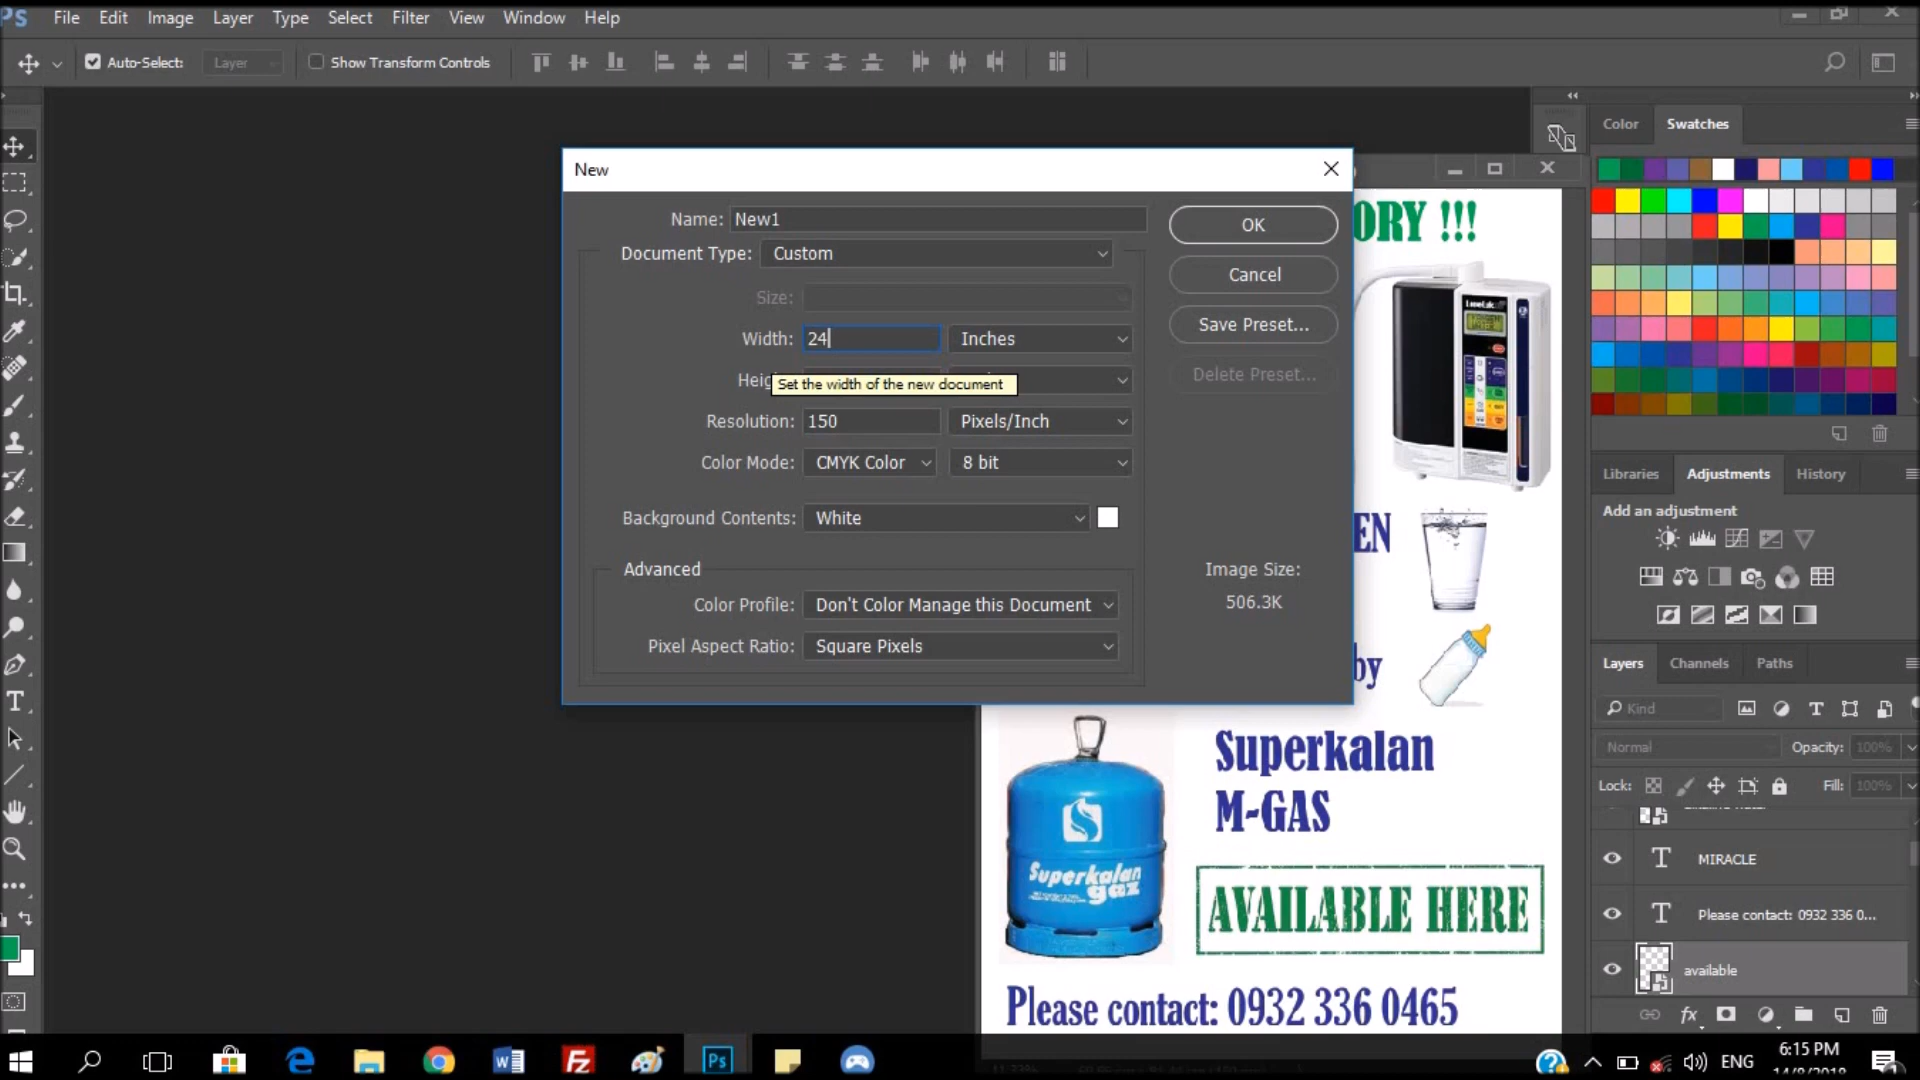 Ps File Edit Image Layer Type Select Filter View Window Help
Auto-Select: Layer Show Transform Controls
Color Swatches
New
Name: New1
OK
Document Type: Custom
Cancel
Size:
Width: 24 Inches
Save Preset...
Set the width of the new document
Delete Preset...
Resolution: 150 Pixels/Inch
Color Mode: CMYK Color 8 bit
Background Contents: White
Advanced
Color Profile: Don't Color Manage this Document
Pixel Aspect Ratio: Square Pixels
Image Size:
506.3K
ORY !!!
EN
by
Superkalan
M-GAS
Superkalan
gaz
AVAILABLE HERE
Please contact: 0932 336 0465
Libraries Adjustments History
Add an adjustment
Layers Channels Paths
Kind
Normal Opacity: 100%
Lock: Fill: 100%
T MIRACLE
T Please contact: 0932 336 0...
available
fx
ENG
6:15 PM
14/8/2018